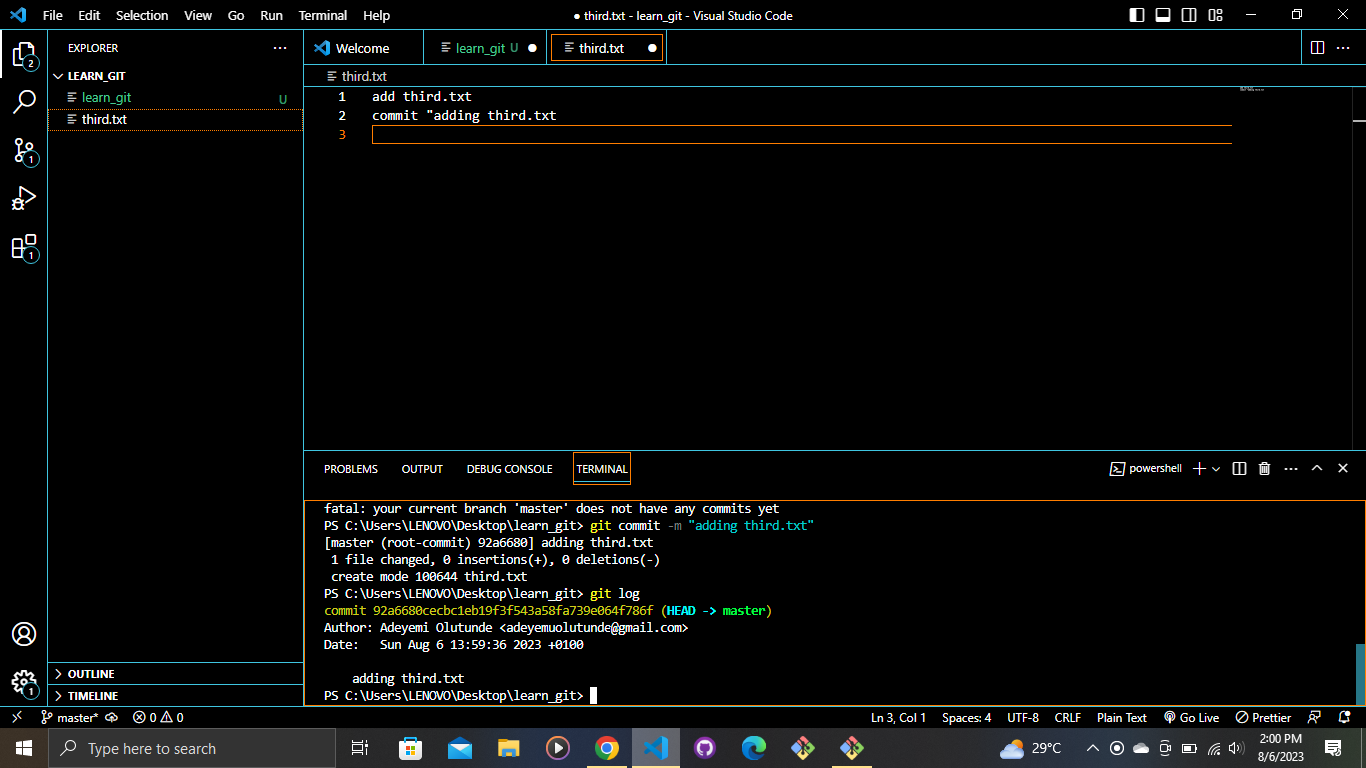 File Edit Selection View Go Run Terminal Help
● third.txt - learn_git - Visual Studio Code
EXPLORER
Welcome
learn_git U
third.txt
LEARN_GIT
learn_git U
third.txt
third.txt
1 add third.txt
2 commit "adding third.txt
3
2
1
1
PROBLEMS OUTPUT DEBUG CONSOLE TERMINAL
powershell
fatal: your current branch 'master' does not have any commits yet
PS C:\Users\LENOVO\Desktop\learn_git> git commit -m "adding third.txt"
[master (root-commit) 92a6680] adding third.txt
 1 file changed, 0 insertions(+), 0 deletions(-)
 create mode 100644 third.txt
PS C:\Users\LENOVO\Desktop\learn_git> git log
commit 92a6680cecbc1eb19f3f543a58fa739e064f786f (HEAD -> master)
Author: Adeyemi Olutunde <adeyemuolutunde@gmail.com>
Date:   Sun Aug 6 13:59:36 2023 +0100
    adding third.txt
PS C:\Users\LENOVO\Desktop\learn_git>
OUTLINE
TIMELINE
1
master* 0 0
Ln 3, Col 1 Spaces: 4 UTF-8 CRLF Plain Text Go Live Prettier
Type here to search
29°C
2:00 PM
8/6/2023